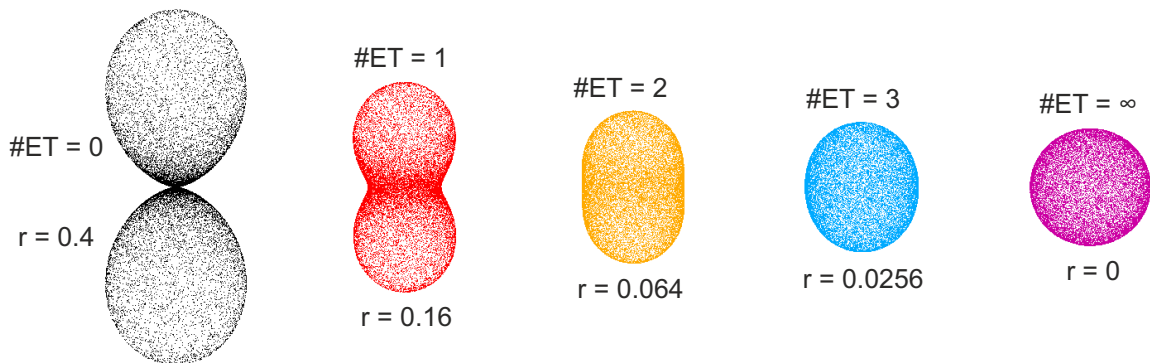 #ET = 0
r = 0.4
#ET = 1
r = 0.16
#ET = 2
r = 0.064
#ET = 3
r = 0.0256
#ET = ∞
r = 0